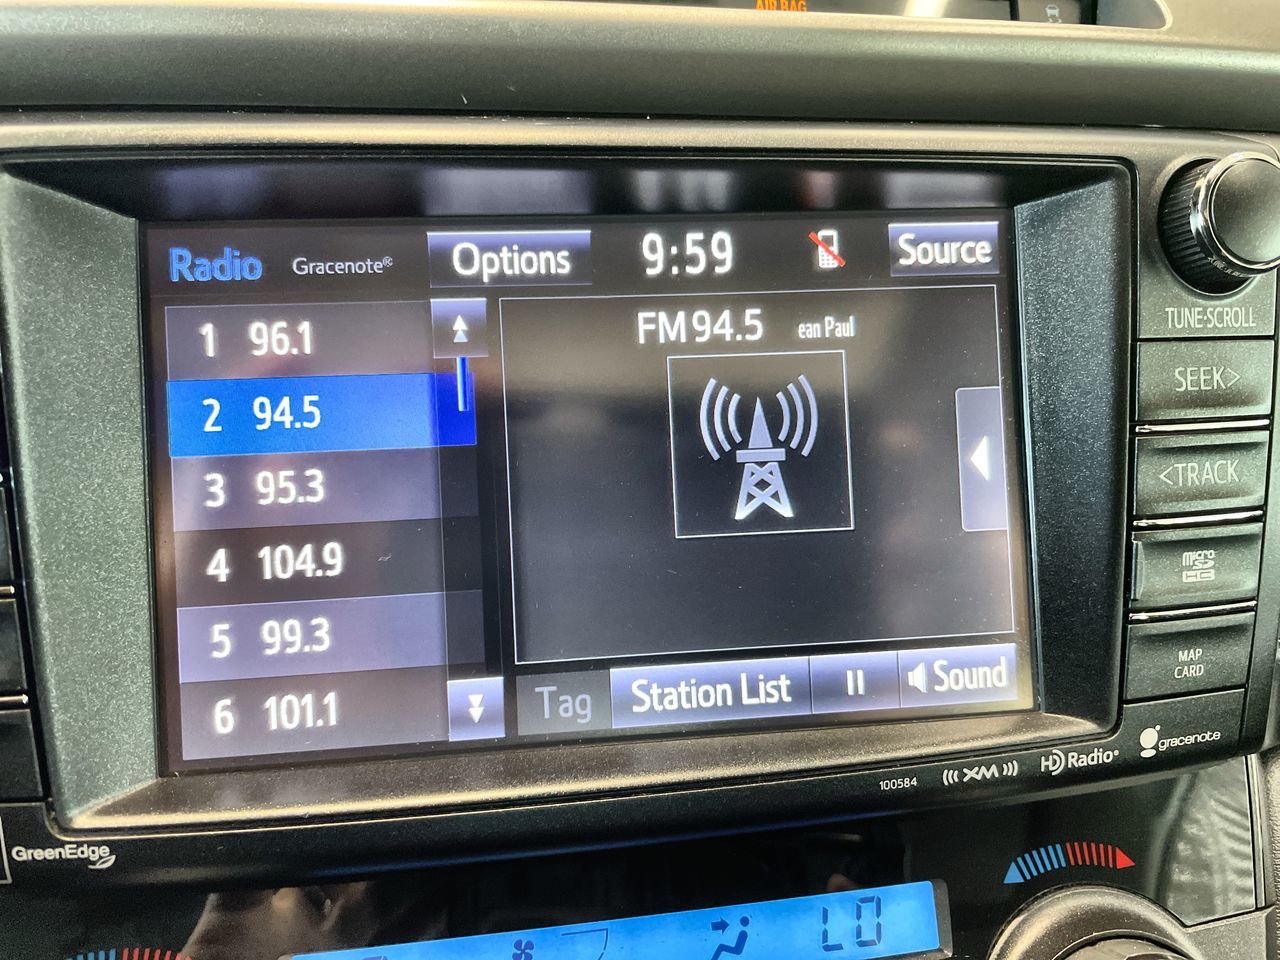 AIR BAG
Radio Gracenote® Options 9:59 Source
1 96.1
2 94.5
3 95.3
4 104.9
5 99.3
6 101.1
FM94.5 ean Paul
Tag Station List Sound
TUNE·SCROLL
SEEK>
<TRACK
micro SD HC
MAP
CARD
100584 XM HD Radio® gracenote
GreenEdge
LO